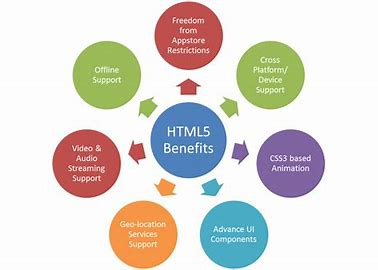 Freedom
from
Appstore
Restrictions
Cross
Platform/
Device
Support
CSS3 based
Animation
Advance UI
Components
Geo-location
Services
Support
Video &
Audio
Streaming
Support
Offline
Support
HTML5
Benefits